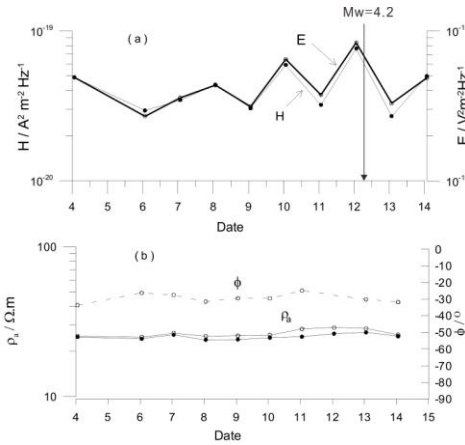 Mw=4.2
10⁻¹⁹
( a )
E
H
H / A² m⁻² Hz⁻¹
10⁻²⁰
4 6 7 8 9 10 11 12 13 14
Date
100
( b )
ϕ
ρa
ρa / Ω.m
10
0
-10
-20
-30
-40
-50
-60
-70
-80
-90
ϕ / °
4 6 7 8 9 10 11 12 13 14 15
Date